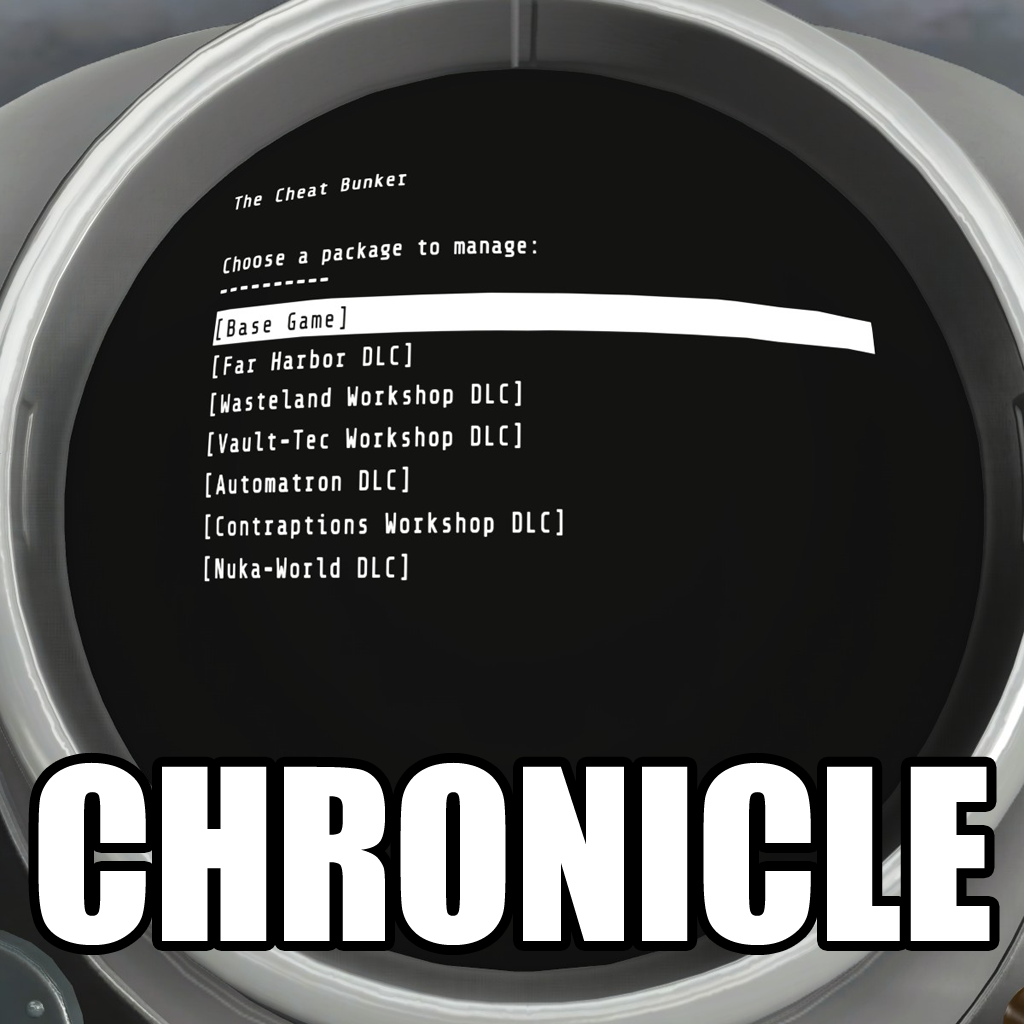 The Cheat Bunker
Choose a package to manage:
----------
[Base Game]
[Far Harbor DLC]
[Wasteland Workshop DLC]
[Vault-Tec Workshop DLC]
[Automatron DLC]
[Contraptions Workshop DLC]
[Nuka-World DLC]
CHRONICLE